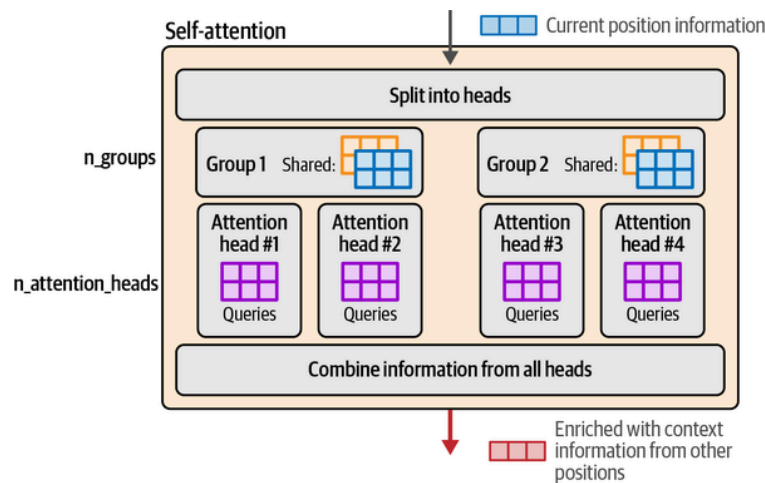 Self-attention
Current position information
Split into heads
n_groups
Group 1 Shared:
Group 2 Shared:
n_attention_heads
Attention
head #1
Queries
Attention
head #2
Queries
Attention
head #3
Queries
Attention
head #4
Queries
Combine information from all heads
Enriched with context
information from other
positions